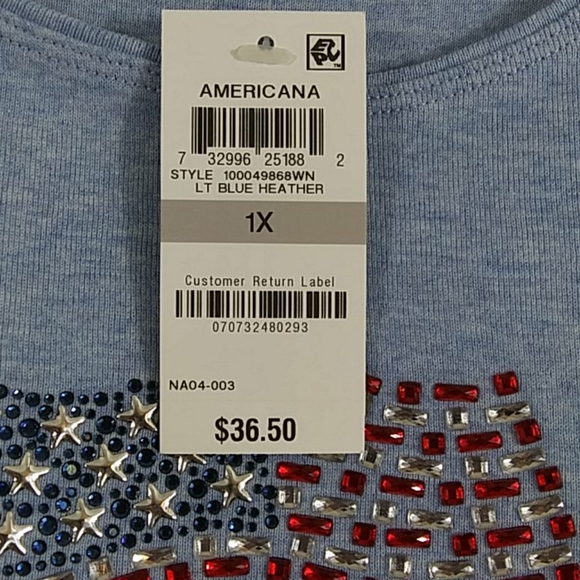 EPC™
AMERICANA
7 32996 25188 2
STYLE 100049868WN
LT BLUE HEATHER
1X
Customer Return Label
070732480293
NA04-003
$36.50